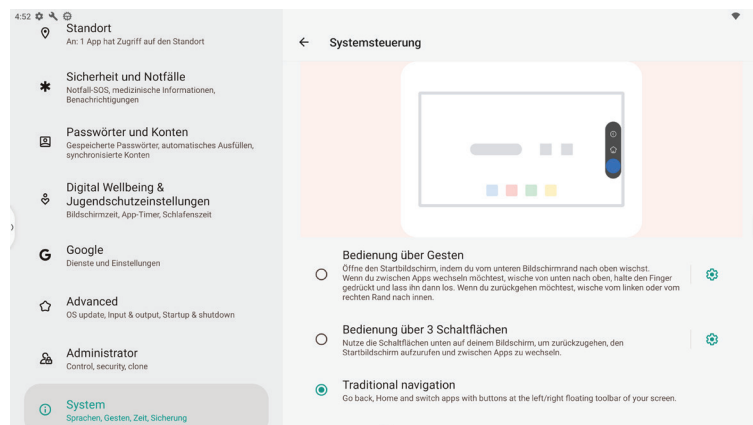 4:52
Standort
An: 1 App hat Zugriff auf den Standort
Sicherheit und Notfälle
Notfall-SOS, medizinische Informationen,
Benachrichtigungen
Passwörter und Konten
Gespeicherte Passwörter, automatisches Ausfüllen,
synchronisierte Konten
Digital Wellbeing &
Jugendschutzeinstellungen
Bildschirmzeit, App-Timer, Schlafenszeit
Google
Dienste und Einstellungen
Advanced
OS update, Input & output, Startup & shutdown
Administrator
Control, security, clone
System
Sprachen, Gesten, Zeit, Sicherung
Systemsteuerung
Bedienung über Gesten
Öffne den Startbildschirm, indem du vom unteren Bildschirmrand nach oben wischst.
Wenn du zwischen Apps wechseln möchtest, wische von unten nach oben, halte den Finger
gedrückt und lass ihn dann los. Wenn du zurückgehen möchtest, wische vom linken oder vom
rechten Rand nach innen.
Bedienung über 3 Schaltflächen
Nutze die Schaltflächen unten auf deinem Bildschirm, um zurückzugehen, den
Startbildschirm aufzurufen und zwischen Apps zu wechseln.
Traditional navigation
Go back, Home and switch apps with buttons at the left/right floating toolbar of your screen.